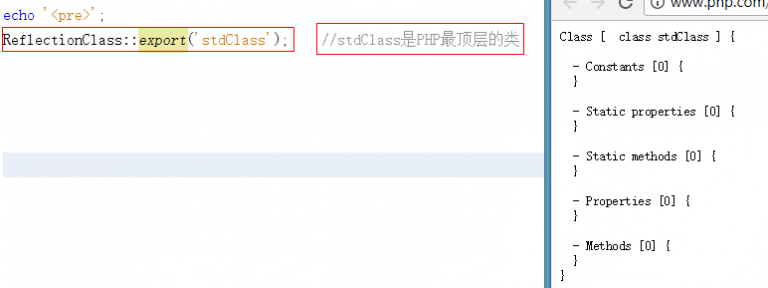 echo '<pre>';
ReflectionClass::export('stdClass'); //stdClass是PHP最顶层的类
www.php.com/
Class [ class stdClass ] {
- Constants [0] {
}
- Static properties [0] {
}
- Static methods [0] {
}
- Properties [0] {
}
- Methods [0] {
}
}